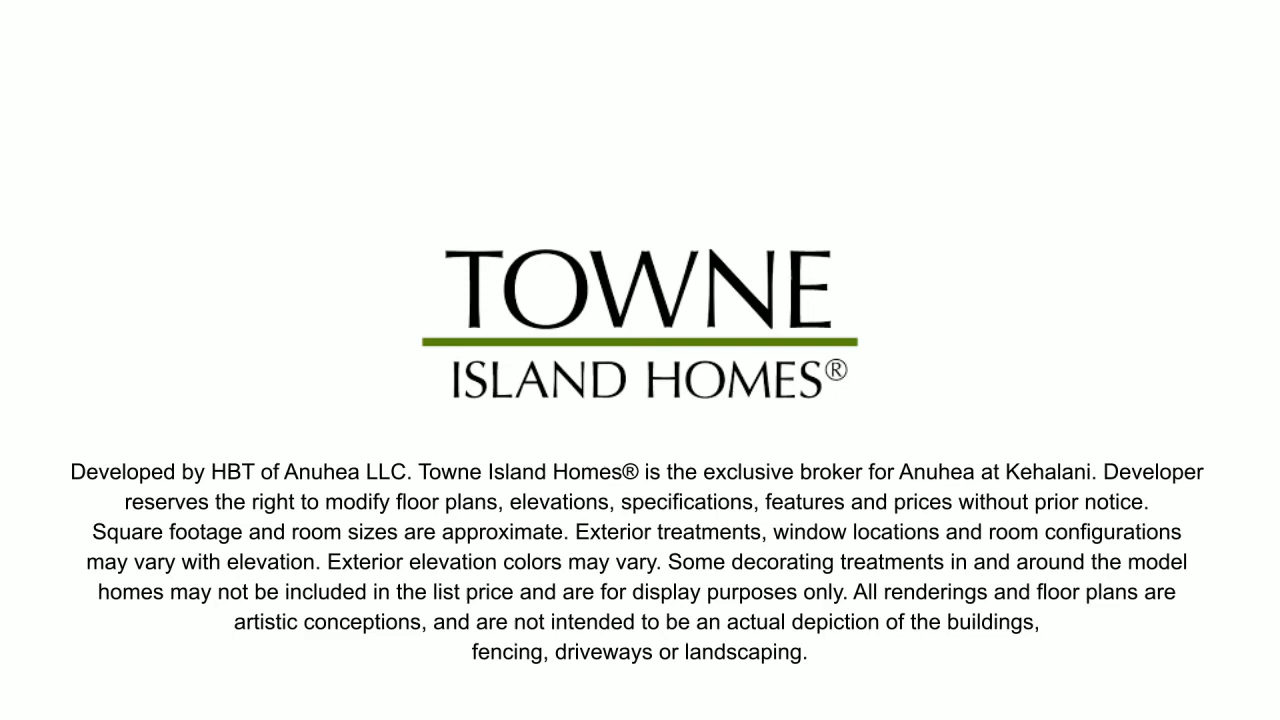 TOWNE
ISLAND HOMES®
Developed by HBT of Anuhea LLC. Towne Island Homes® is the exclusive broker for Anuhea at Kehalani. Developer
reserves the right to modify floor plans, elevations, specifications, features and prices without prior notice.
Square footage and room sizes are approximate. Exterior treatments, window locations and room configurations
may vary with elevation. Exterior elevation colors may vary. Some decorating treatments in and around the model
homes may not be included in the list price and are for display purposes only. All renderings and floor plans are
artistic conceptions, and are not intended to be an actual depiction of the buildings,
fencing, driveways or landscaping.